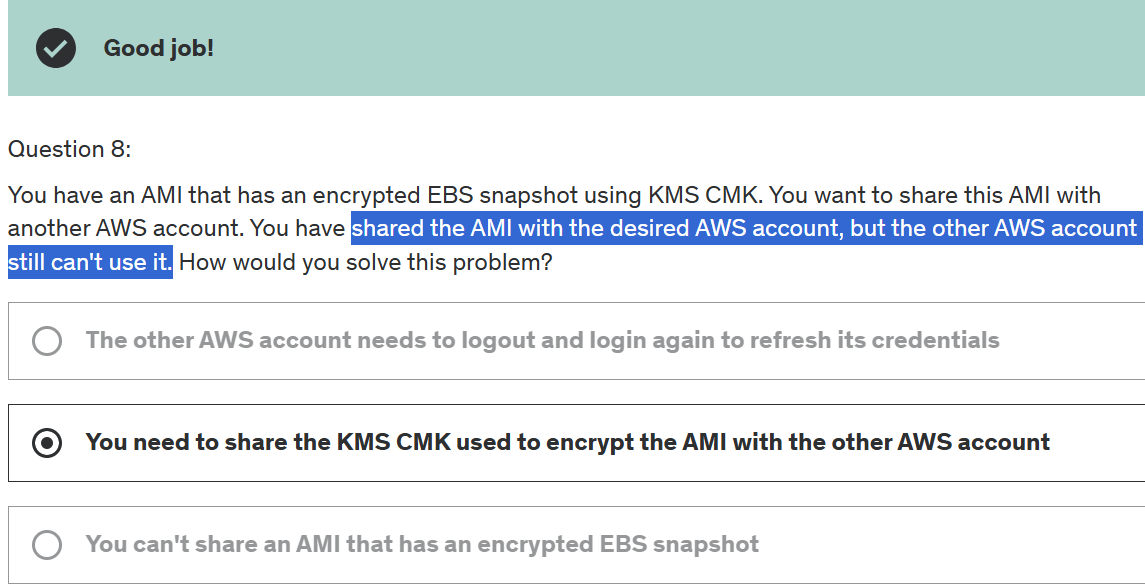 Good job!
Question 8:
You have an AMI that has an encrypted EBS snapshot using KMS CMK. You want to share this AMI with
another AWS account. You have shared the AMI with the desired AWS account, but the other AWS account
still can't use it. How would you solve this problem?
The other AWS account needs to logout and login again to refresh its credentials
You need to share the KMS CMK used to encrypt the AMI with the other AWS account
You can't share an AMI that has an encrypted EBS snapshot